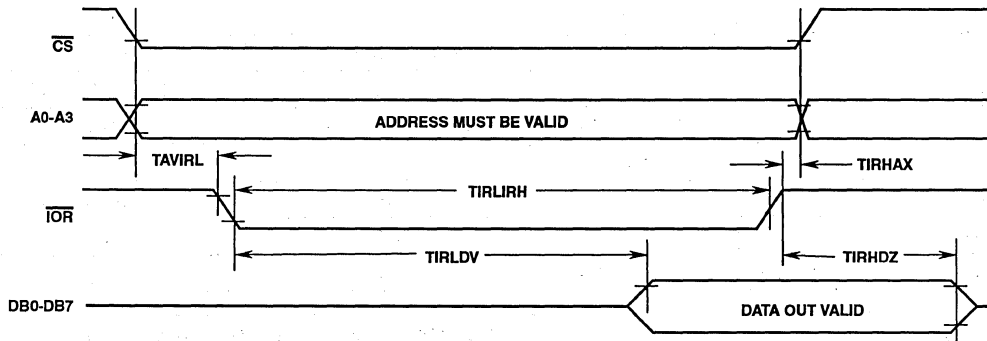 CS
A0-A3
ADDRESS MUST BE VALID
TAVIRL
TIRHAX
IOR
TIRLIRH
TIRLDV
TIRHDZ
DB0-DB7
DATA OUT VALID